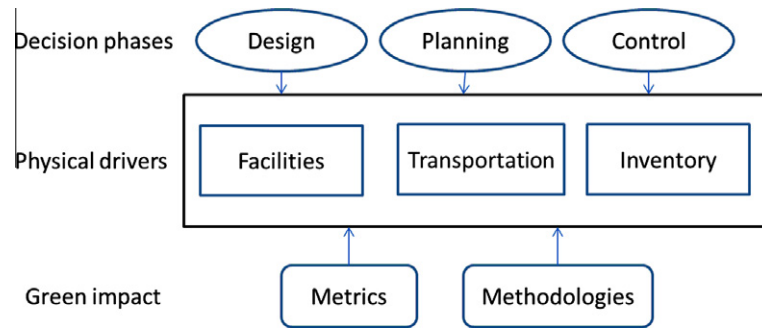 Decision phases Design Planning Control
Physical drivers Facilities Transportation Inventory
Green impact Metrics Methodologies